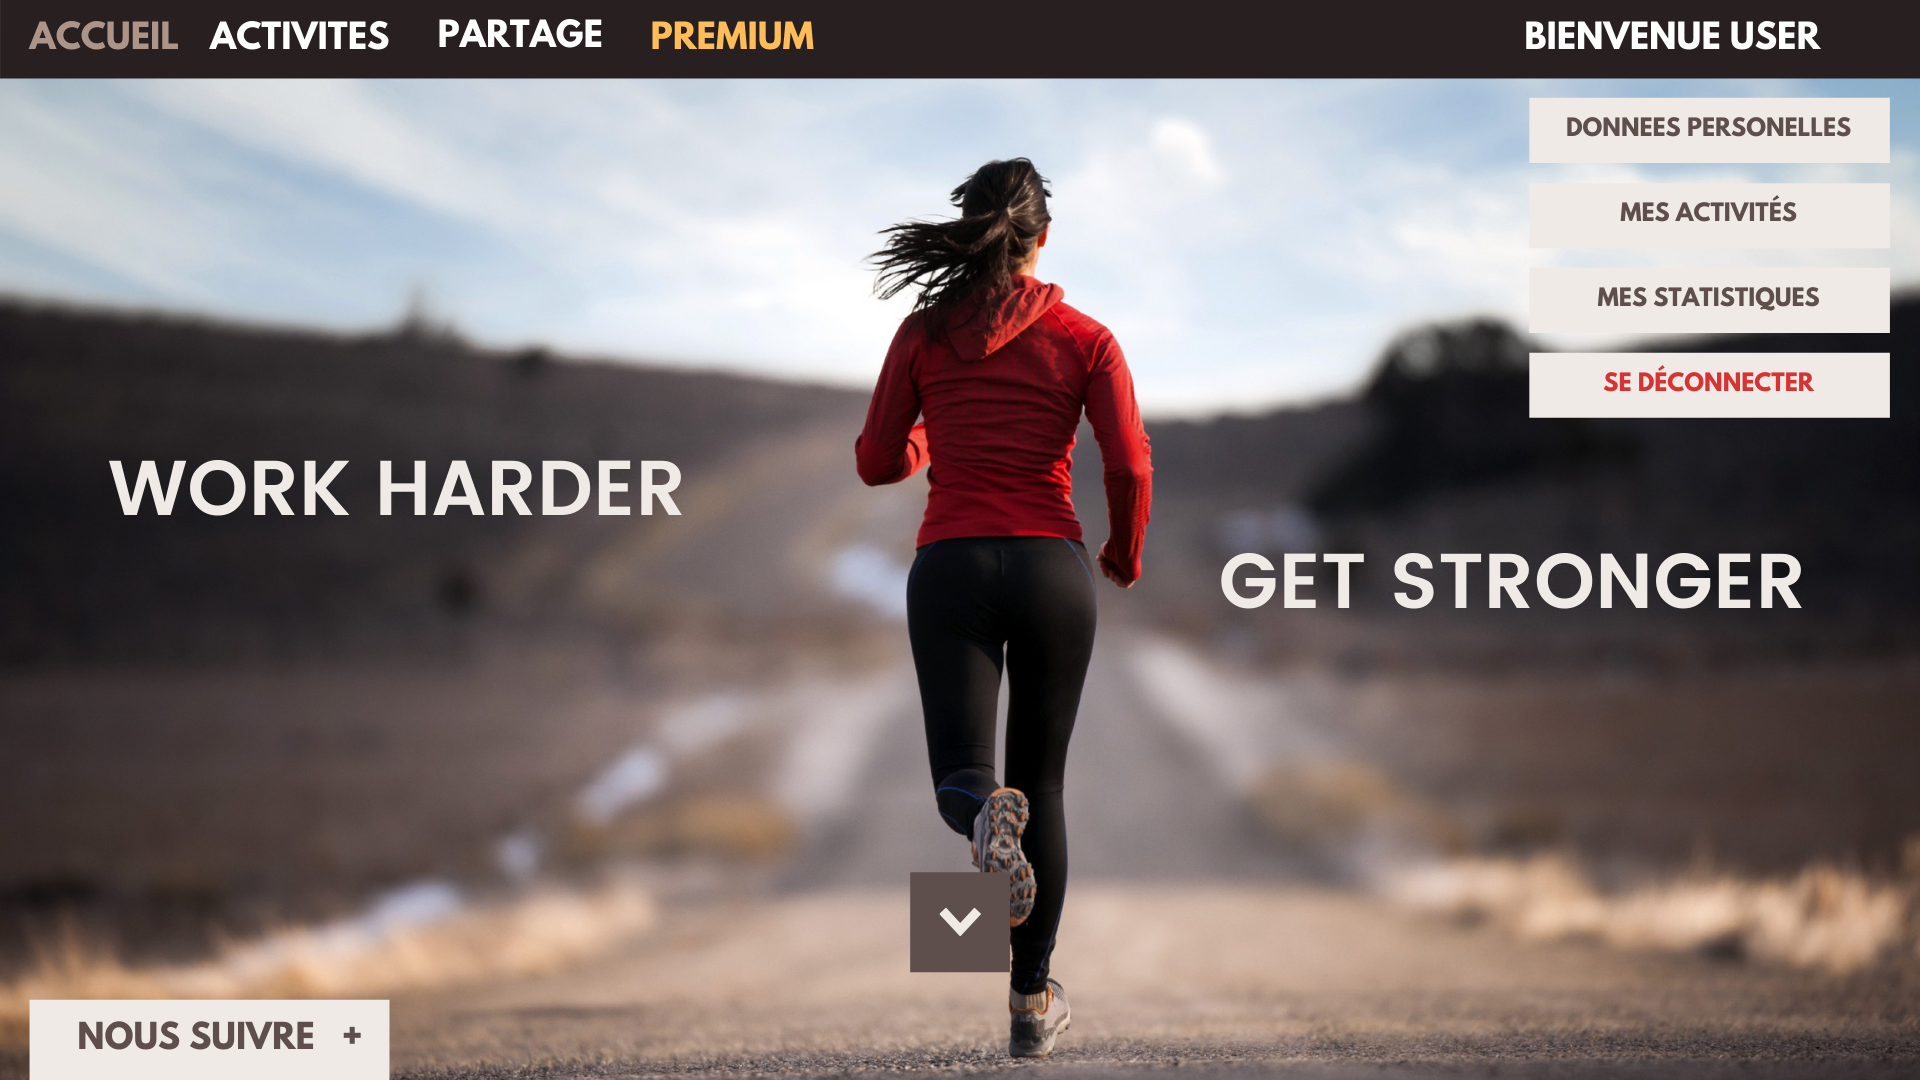 ACCUEIL ACTIVITES PARTAGE PREMIUM BIENVENUE USER
DONNEES PERSONELLES
MES ACTIVITÉS
MES STATISTIQUES
SE DÉCONNECTER
WORK HARDER
GET STRONGER
NOUS SUIVRE +